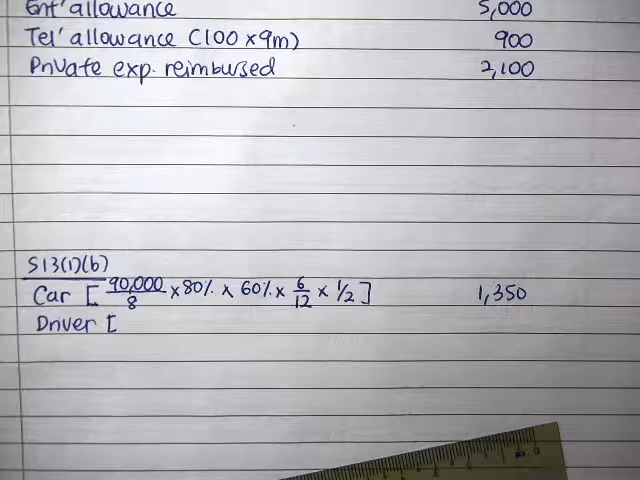 Ent' allowance 5,000
Tel' allowance (100 x 9m) 900
Private exp. reimbursed 2,100
S13(1)(b)
Car [ 90,000/8 x 80% x 60% x 6/12 x 1/2 ] 1,350
Driver [